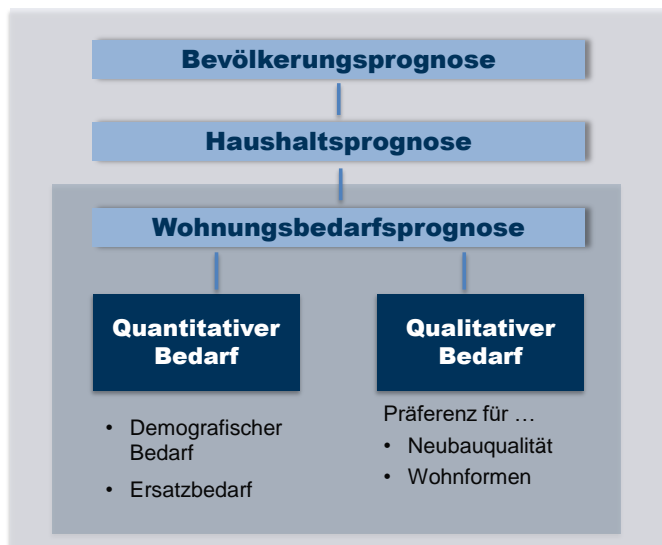 Bevölkerungsprognose
Haushaltsprognose
Wohnungsbedarfsprognose
Quantitativer
Bedarf
• Demografischer
Bedarf
• Ersatzbedarf
Qualitativer
Bedarf
Präferenz für …
• Neubauqualität
• Wohnformen